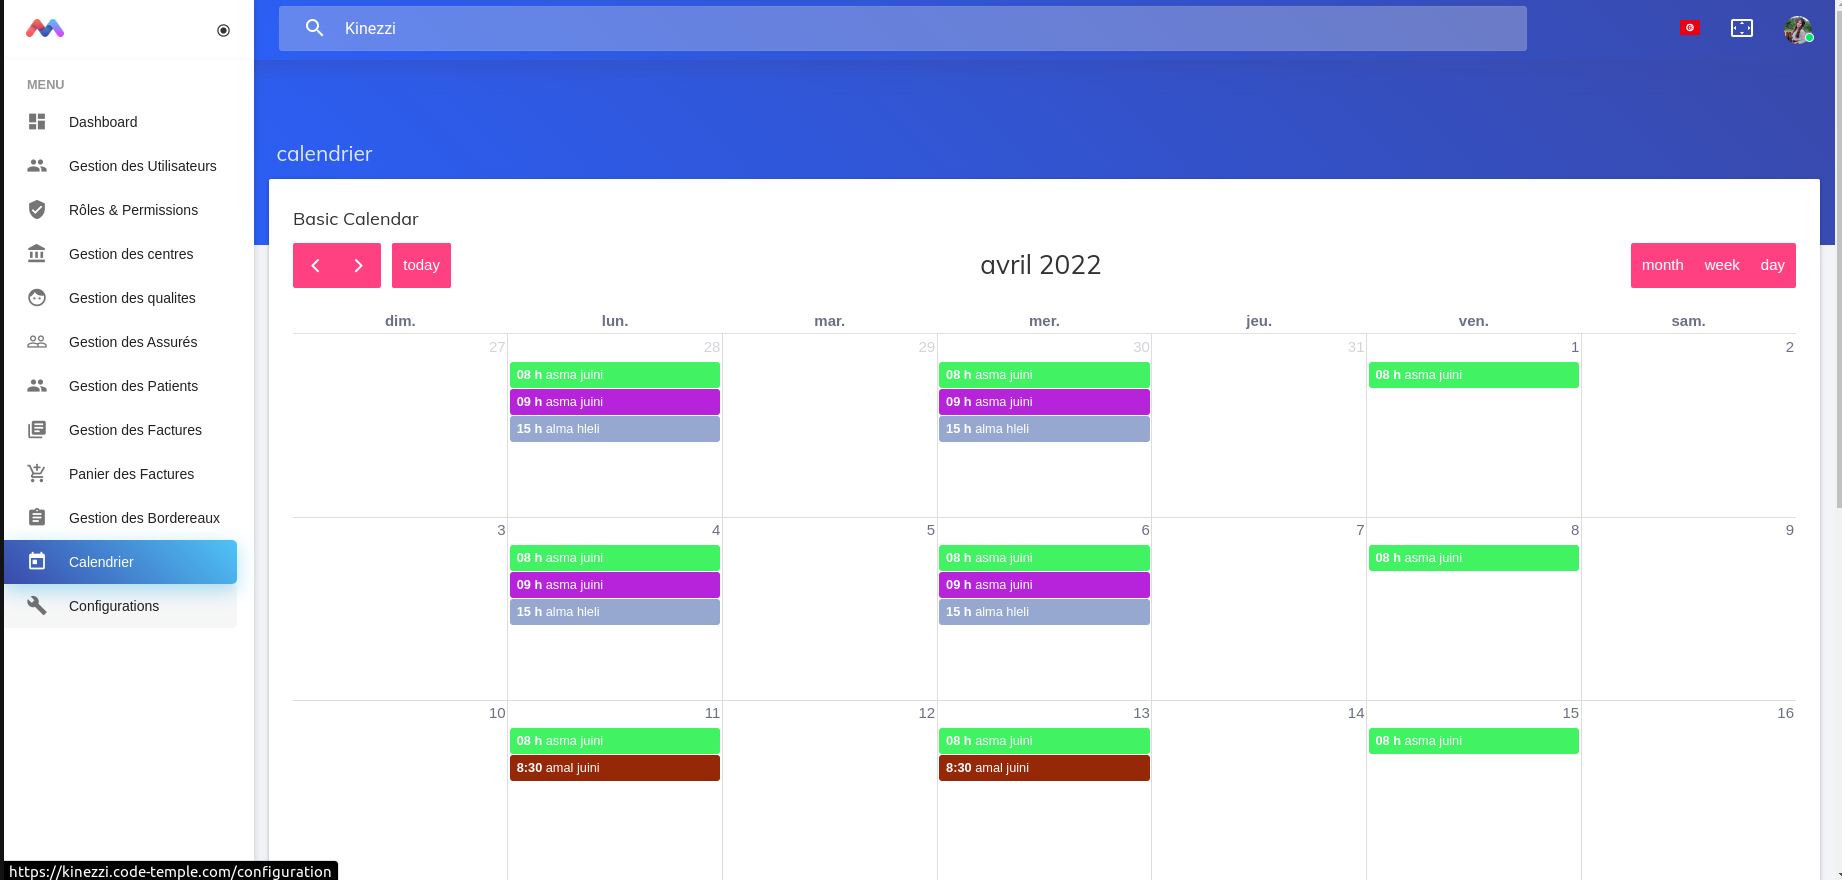 Kinezzi
MENU
Dashboard
Gestion des Utilisateurs
Rôles & Permissions
Gestion des centres
Gestion des qualites
Gestion des Assurés
Gestion des Patients
Gestion des Factures
Panier des Factures
Gestion des Bordereaux
Calendrier
Configurations
calendrier
Basic Calendar
today
avril 2022
month week day
dim. lun. mar. mer. jeu. ven. sam.
27 28 29 30 31 1 2
08 h asma juini 08 h asma juini 08 h asma juini
09 h asma juini 09 h asma juini
15 h alma hleli 15 h alma hleli
3 4 5 6 7 8 9
08 h asma juini 08 h asma juini 08 h asma juini
09 h asma juini 09 h asma juini
15 h alma hleli 15 h alma hleli
10 11 12 13 14 15 16
08 h asma juini 08 h asma juini 08 h asma juini
8:30 amal juini 8:30 amal juini
https://kinezzi.code-temple.com/configuration